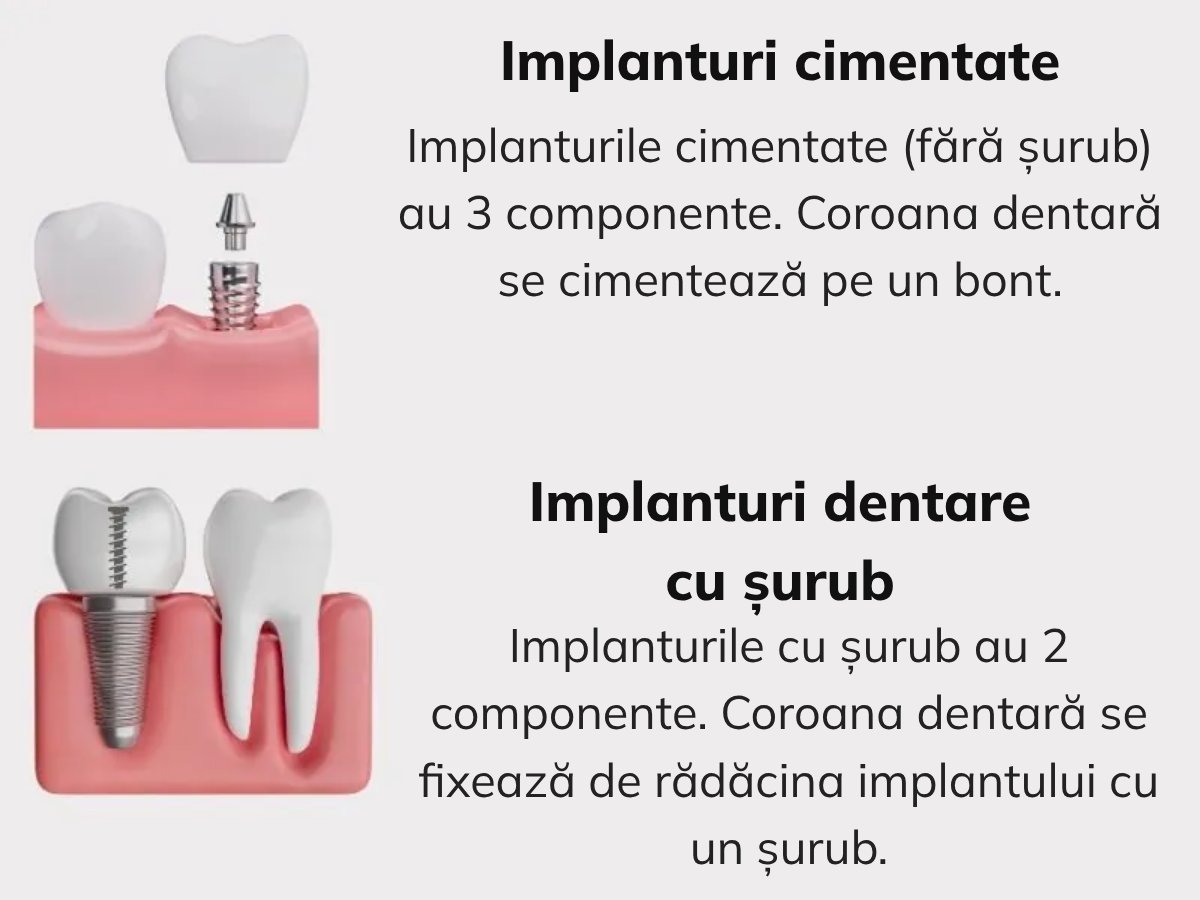 Implanturi cimentate
Implanturile cimentate (fără șurub)
au 3 componente. Coroana dentară
se cimentează pe un bont.
Implanturi dentare
cu șurub
Implanturile cu șurub au 2
componente. Coroana dentară se
fixează de rădăcina implantului cu
un șurub.